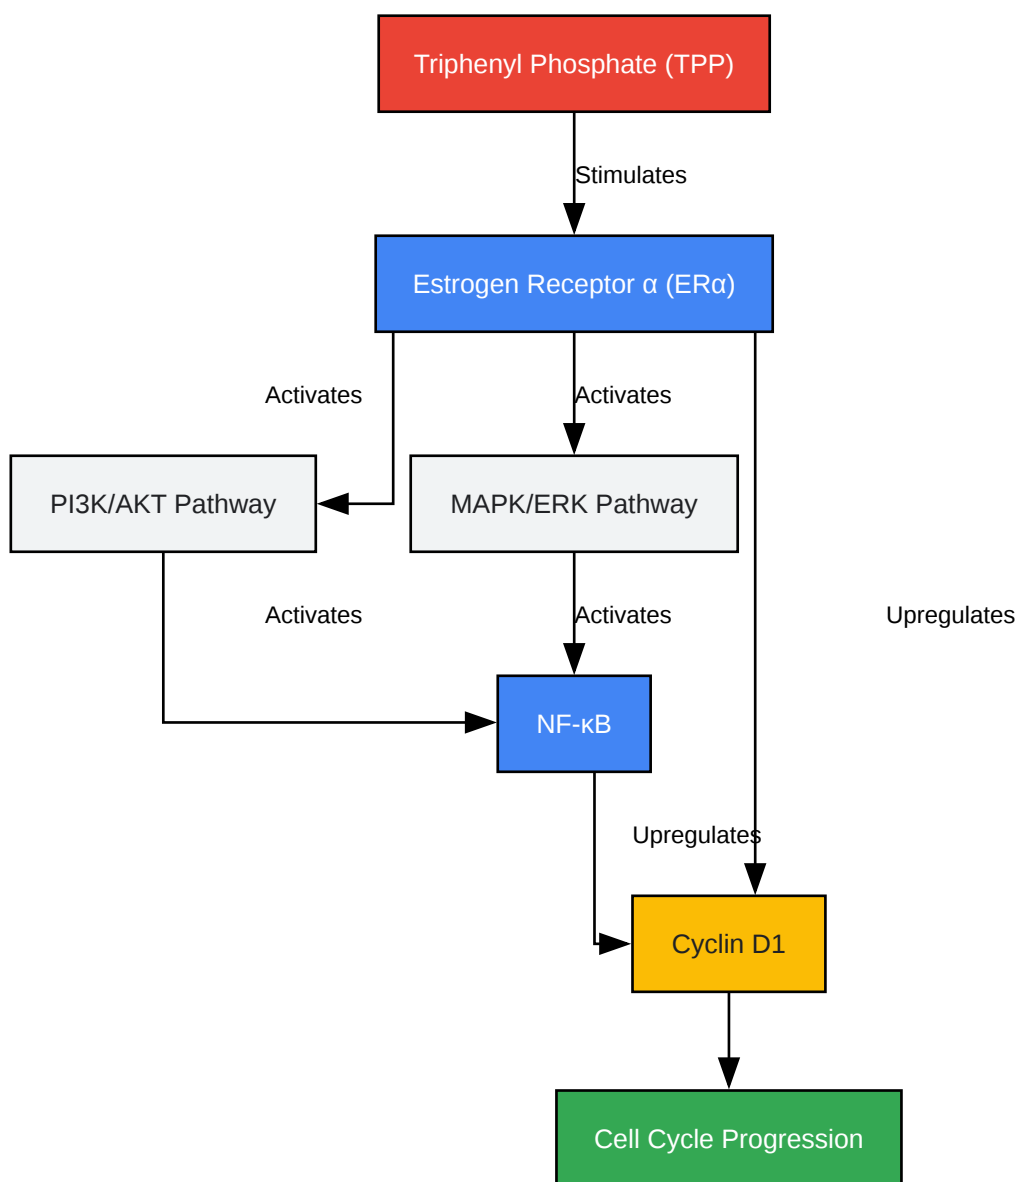 Triphenyl Phosphate (TPP)
Stimulates
Estrogen Receptor α (ERα)
Activates
Activates
PI3K/AKT Pathway
MAPK/ERK Pathway
Activates
Activates
Upregulates
NF-κB
Upregulates
Cyclin D1
Cell Cycle Progression